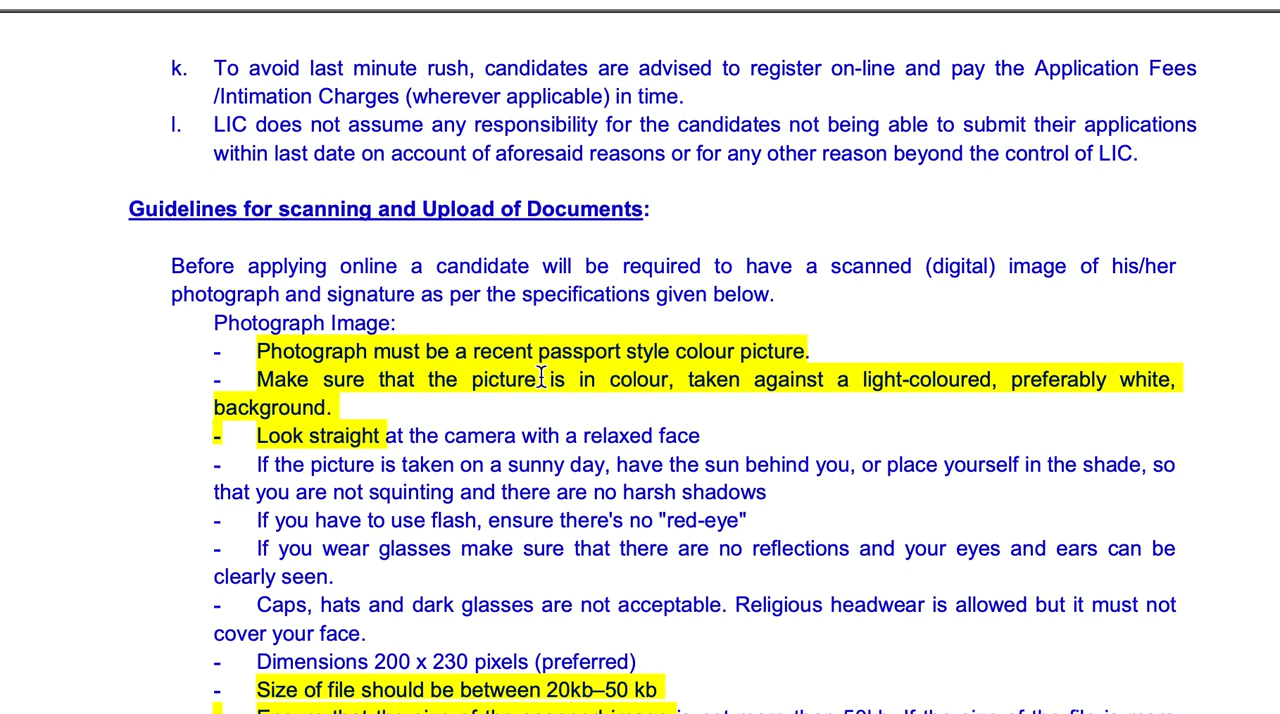 k. To avoid last minute rush, candidates are advised to register on-line and pay the Application Fees
/Intimation Charges (wherever applicable) in time.
l. LIC does not assume any responsibility for the candidates not being able to submit their applications
within last date on account of aforesaid reasons or for any other reason beyond the control of LIC.
Guidelines for scanning and Upload of Documents:
Before applying online a candidate will be required to have a scanned (digital) image of his/her
photograph and signature as per the specifications given below.
Photograph Image:
- Photograph must be a recent passport style colour picture.
- Make sure that the picture is in colour, taken against a light-coloured, preferably white,
background.
- Look straight at the camera with a relaxed face
- If the picture is taken on a sunny day, have the sun behind you, or place yourself in the shade, so
that you are not squinting and there are no harsh shadows
- If you have to use flash, ensure there's no "red-eye"
- If you wear glasses make sure that there are no reflections and your eyes and ears can be
clearly seen.
- Caps, hats and dark glasses are not acceptable. Religious headwear is allowed but it must not
cover your face.
- Dimensions 200 x 230 pixels (preferred)
- Size of file should be between 20kb–50 kb